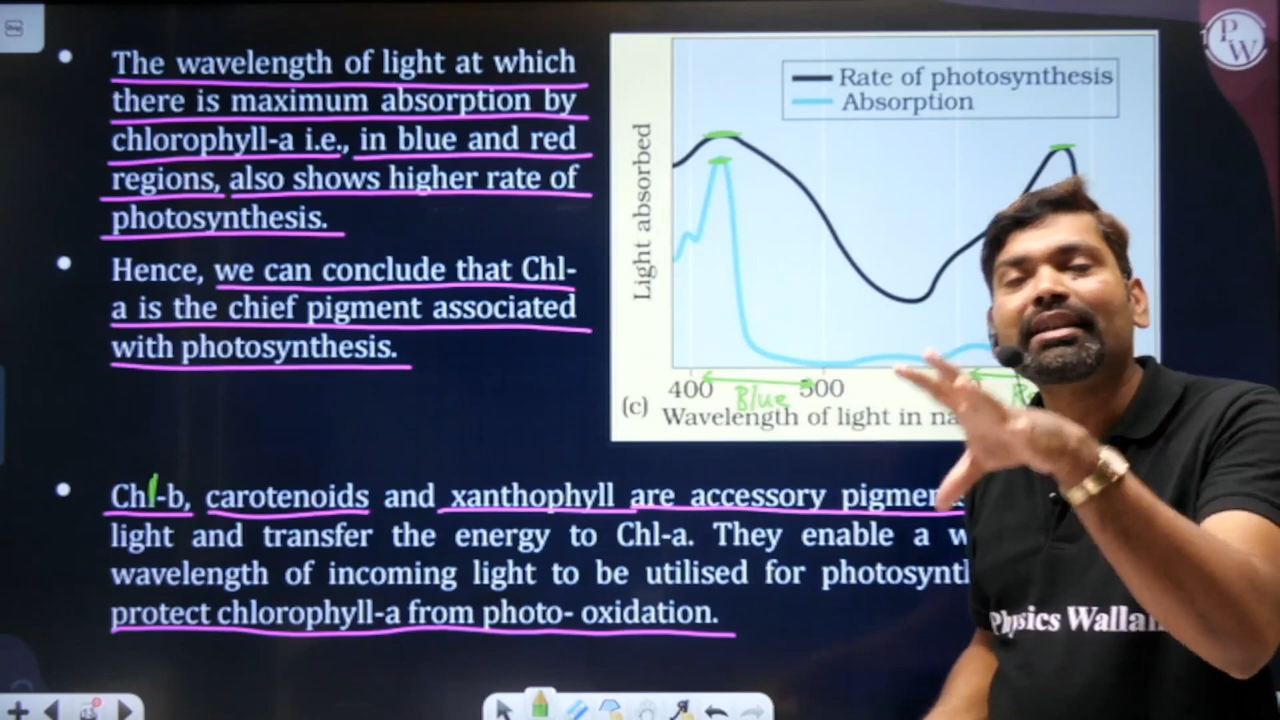 The wavelength of light at which
there is maximum absorption by
chlorophyll-a i.e., in blue and red
regions, also shows higher rate of
photosynthesis.
Hence, we can conclude that Chl-
a is the chief pigment associated
with photosynthesis.
Rate of photosynthesis
Absorption
Light absorbed
400 500
Blue
(c)
Wavelength of light in
Chl-b, carotenoids and xanthophyll are accessory
light and transfer the energy to Chl-a. They enable a
wavelength of incoming light to be utilised for
protect chlorophyll-a from photo- oxidation.
P
W
Physics